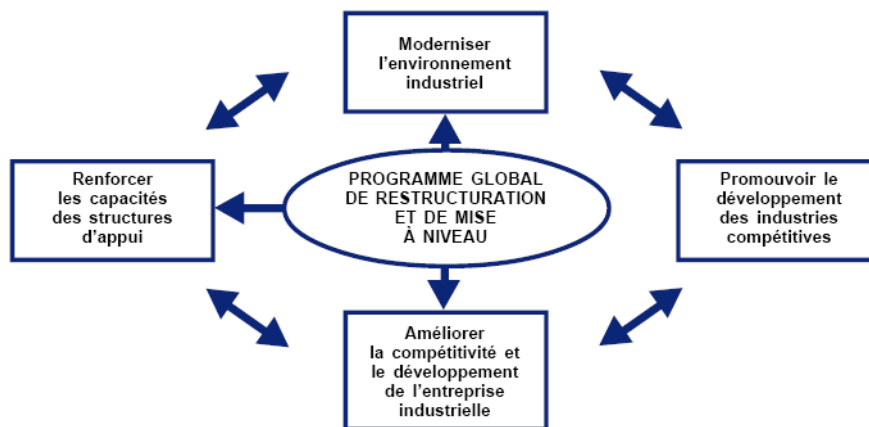 Moderniser
l'environnement
industriel
Renforcer
les capacités
des structures
d'appui
PROGRAMME GLOBAL
DE RESTRUCTURATION
ET DE MISE
À NIVEAU
Promouvoir le
développement
des industries
compétitives
Améliorer
la compétitivité et
le développement
de l'entreprise
industrielle